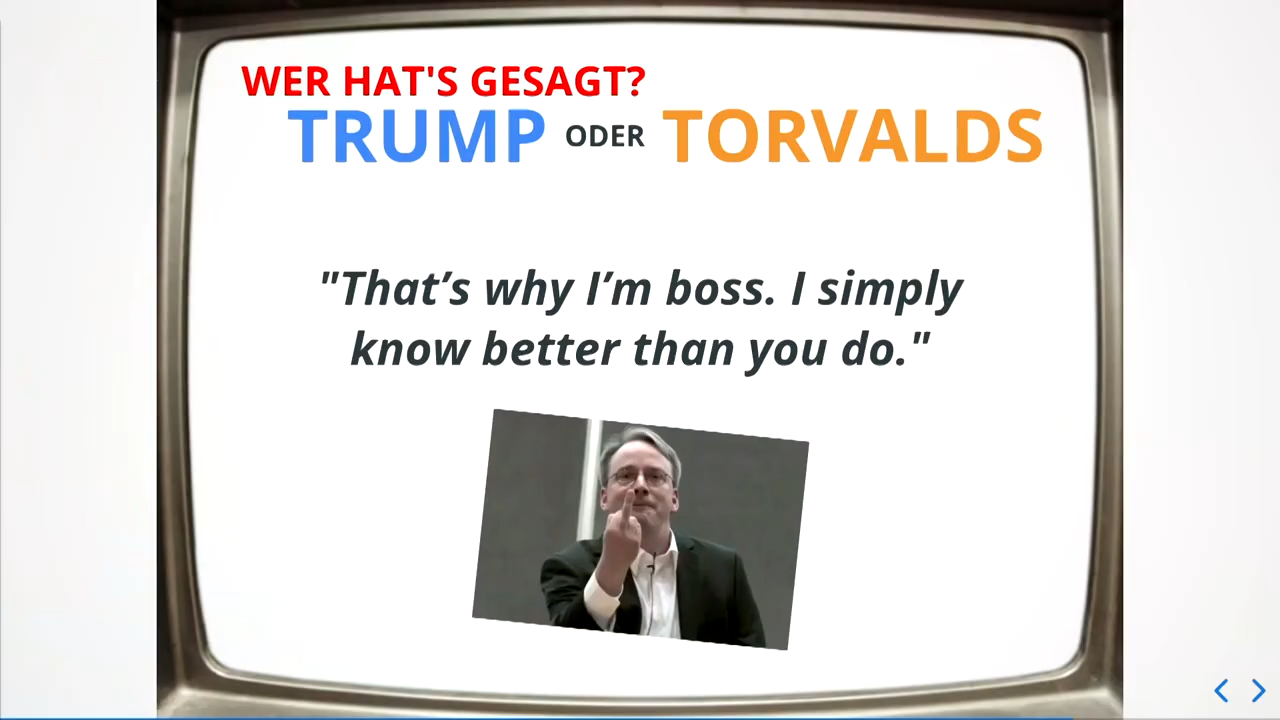 WER HAT'S GESAGT?
TRUMP ODER TORVALDS
"That’s why I’m boss. I simply
know better than you do."